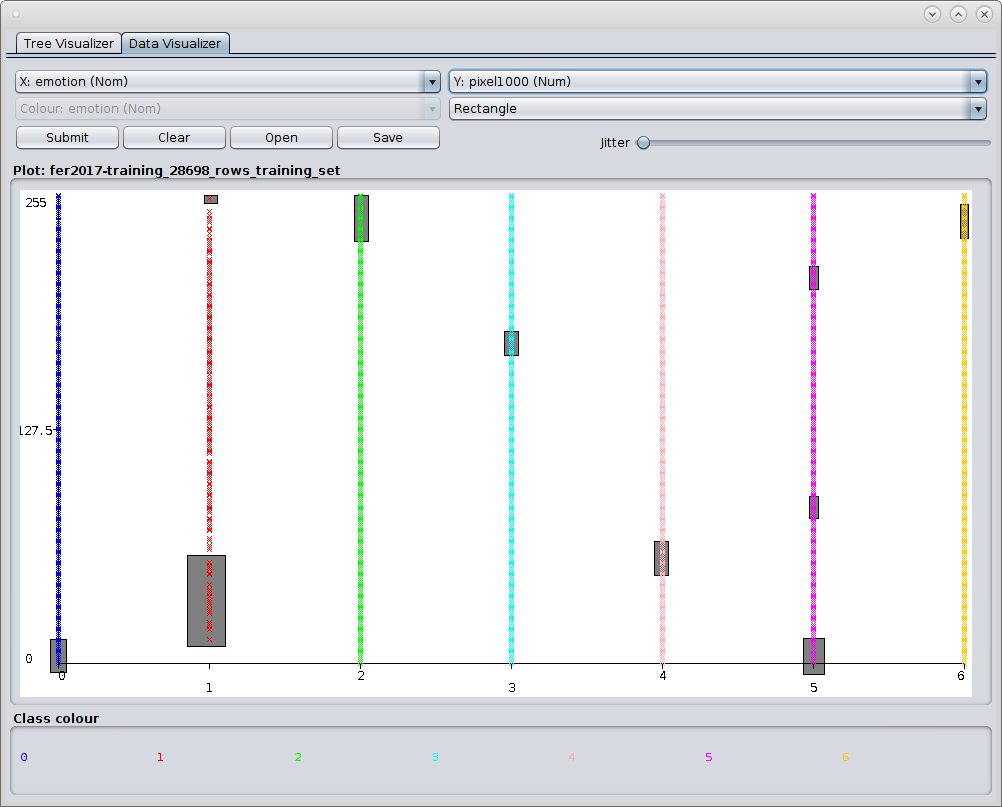 Tree Visualizer Data Visualizer
X: emotion (Nom) Y: pixel1000 (Num)
Colour: emotion (Nom) Rectangle
Submit Clear Open Save Jitter
Plot: fer2017-training_28698_rows_training_set
255
127.5
0
0 1 2 3 4 5 6
Class colour
0 1 2 3 4 5 6